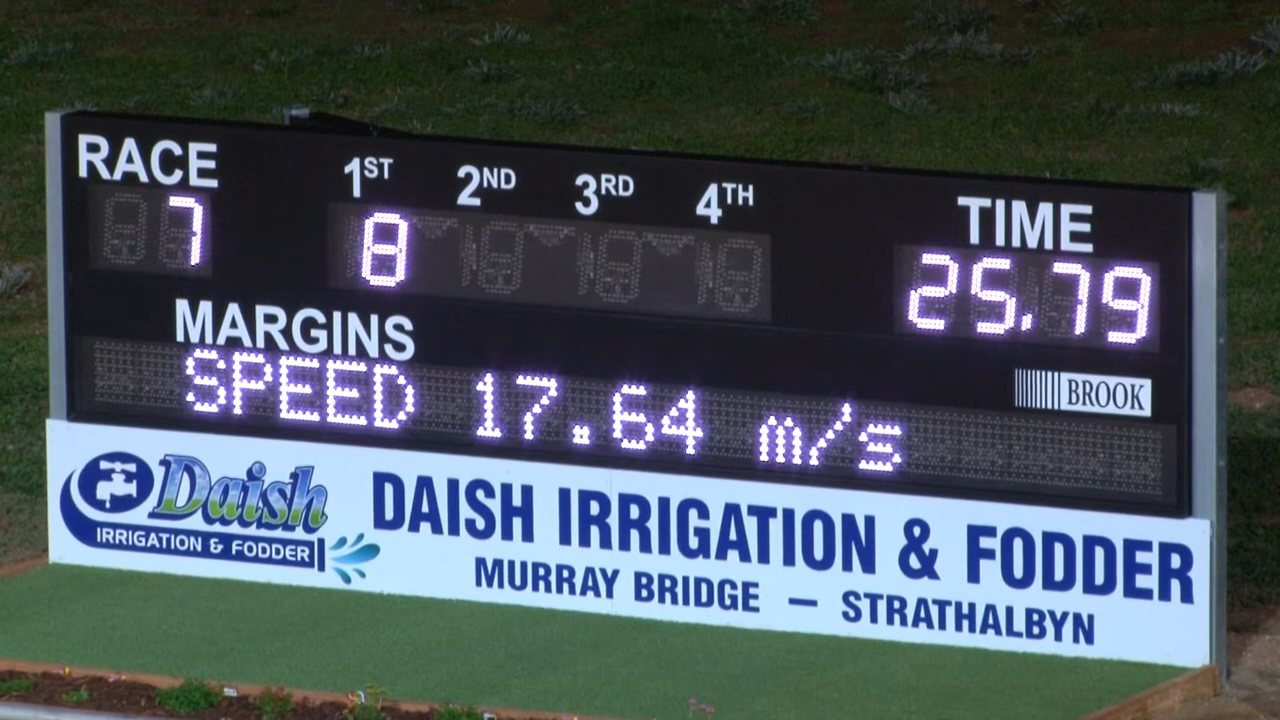 RACE 1ST 2ND 3RD 4TH TIME
7 8 25.79
MARGINS
BROOK
SPEED 17.64 m/s
Daish
IRRIGATION & FODDER
DAISH IRRIGATION & FODDER
MURRAY BRIDGE – STRATHALBYN